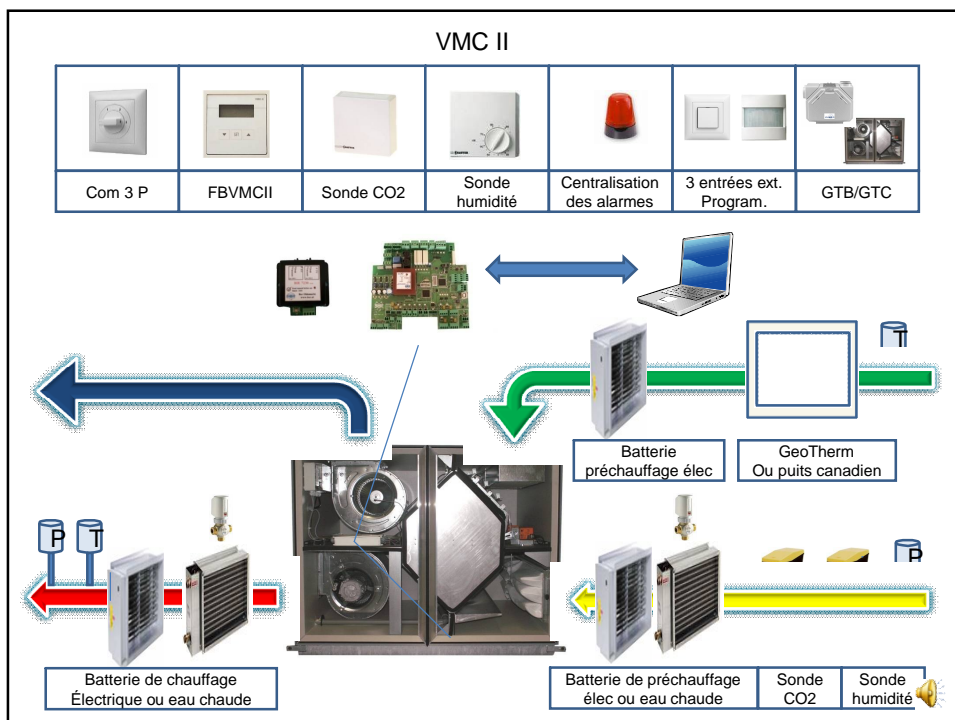 VMC II
Com 3 P
FBVMCII
Sonde CO2
Sonde
humidité
Centralisation
des alarmes
3 entrées ext.
Program.
GTB/GTC
T
Batterie
préchauffage élec
GeoTherm
Ou puits canadien
P
T
P
Batterie de chauffage
Électrique ou eau chaude
Batterie de préchauffage
élec ou eau chaude
Sonde
CO2
Sonde
humidité